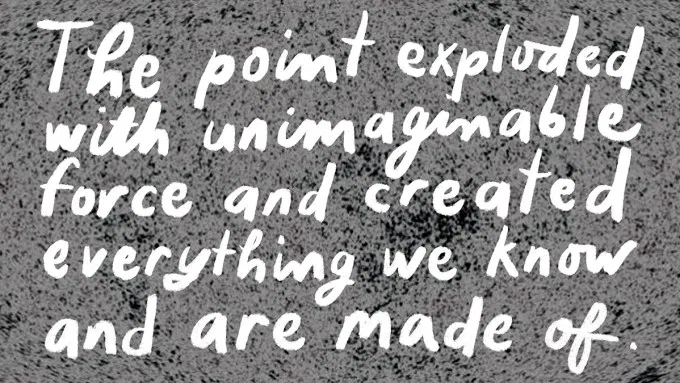 The point exploded
with unimaginable
force and created
everything we know
and are made of.